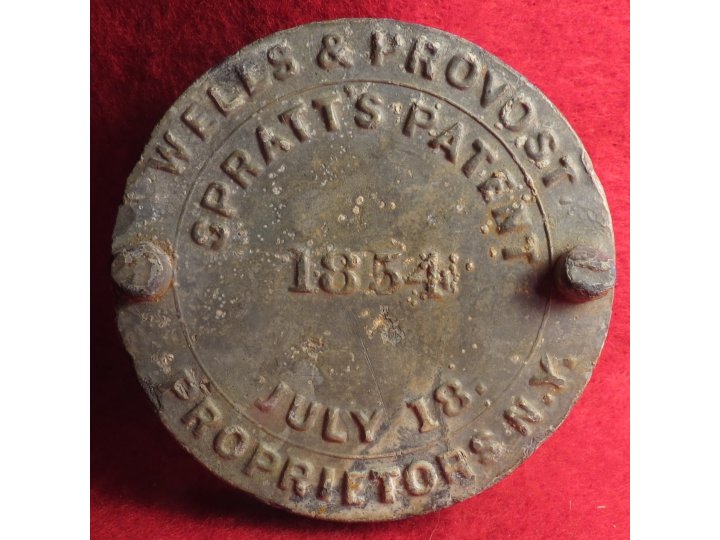 WELLS & PROVOST
SPRATT'S PATENT
1854
JULY 18.
PROPRIETORS N.Y.